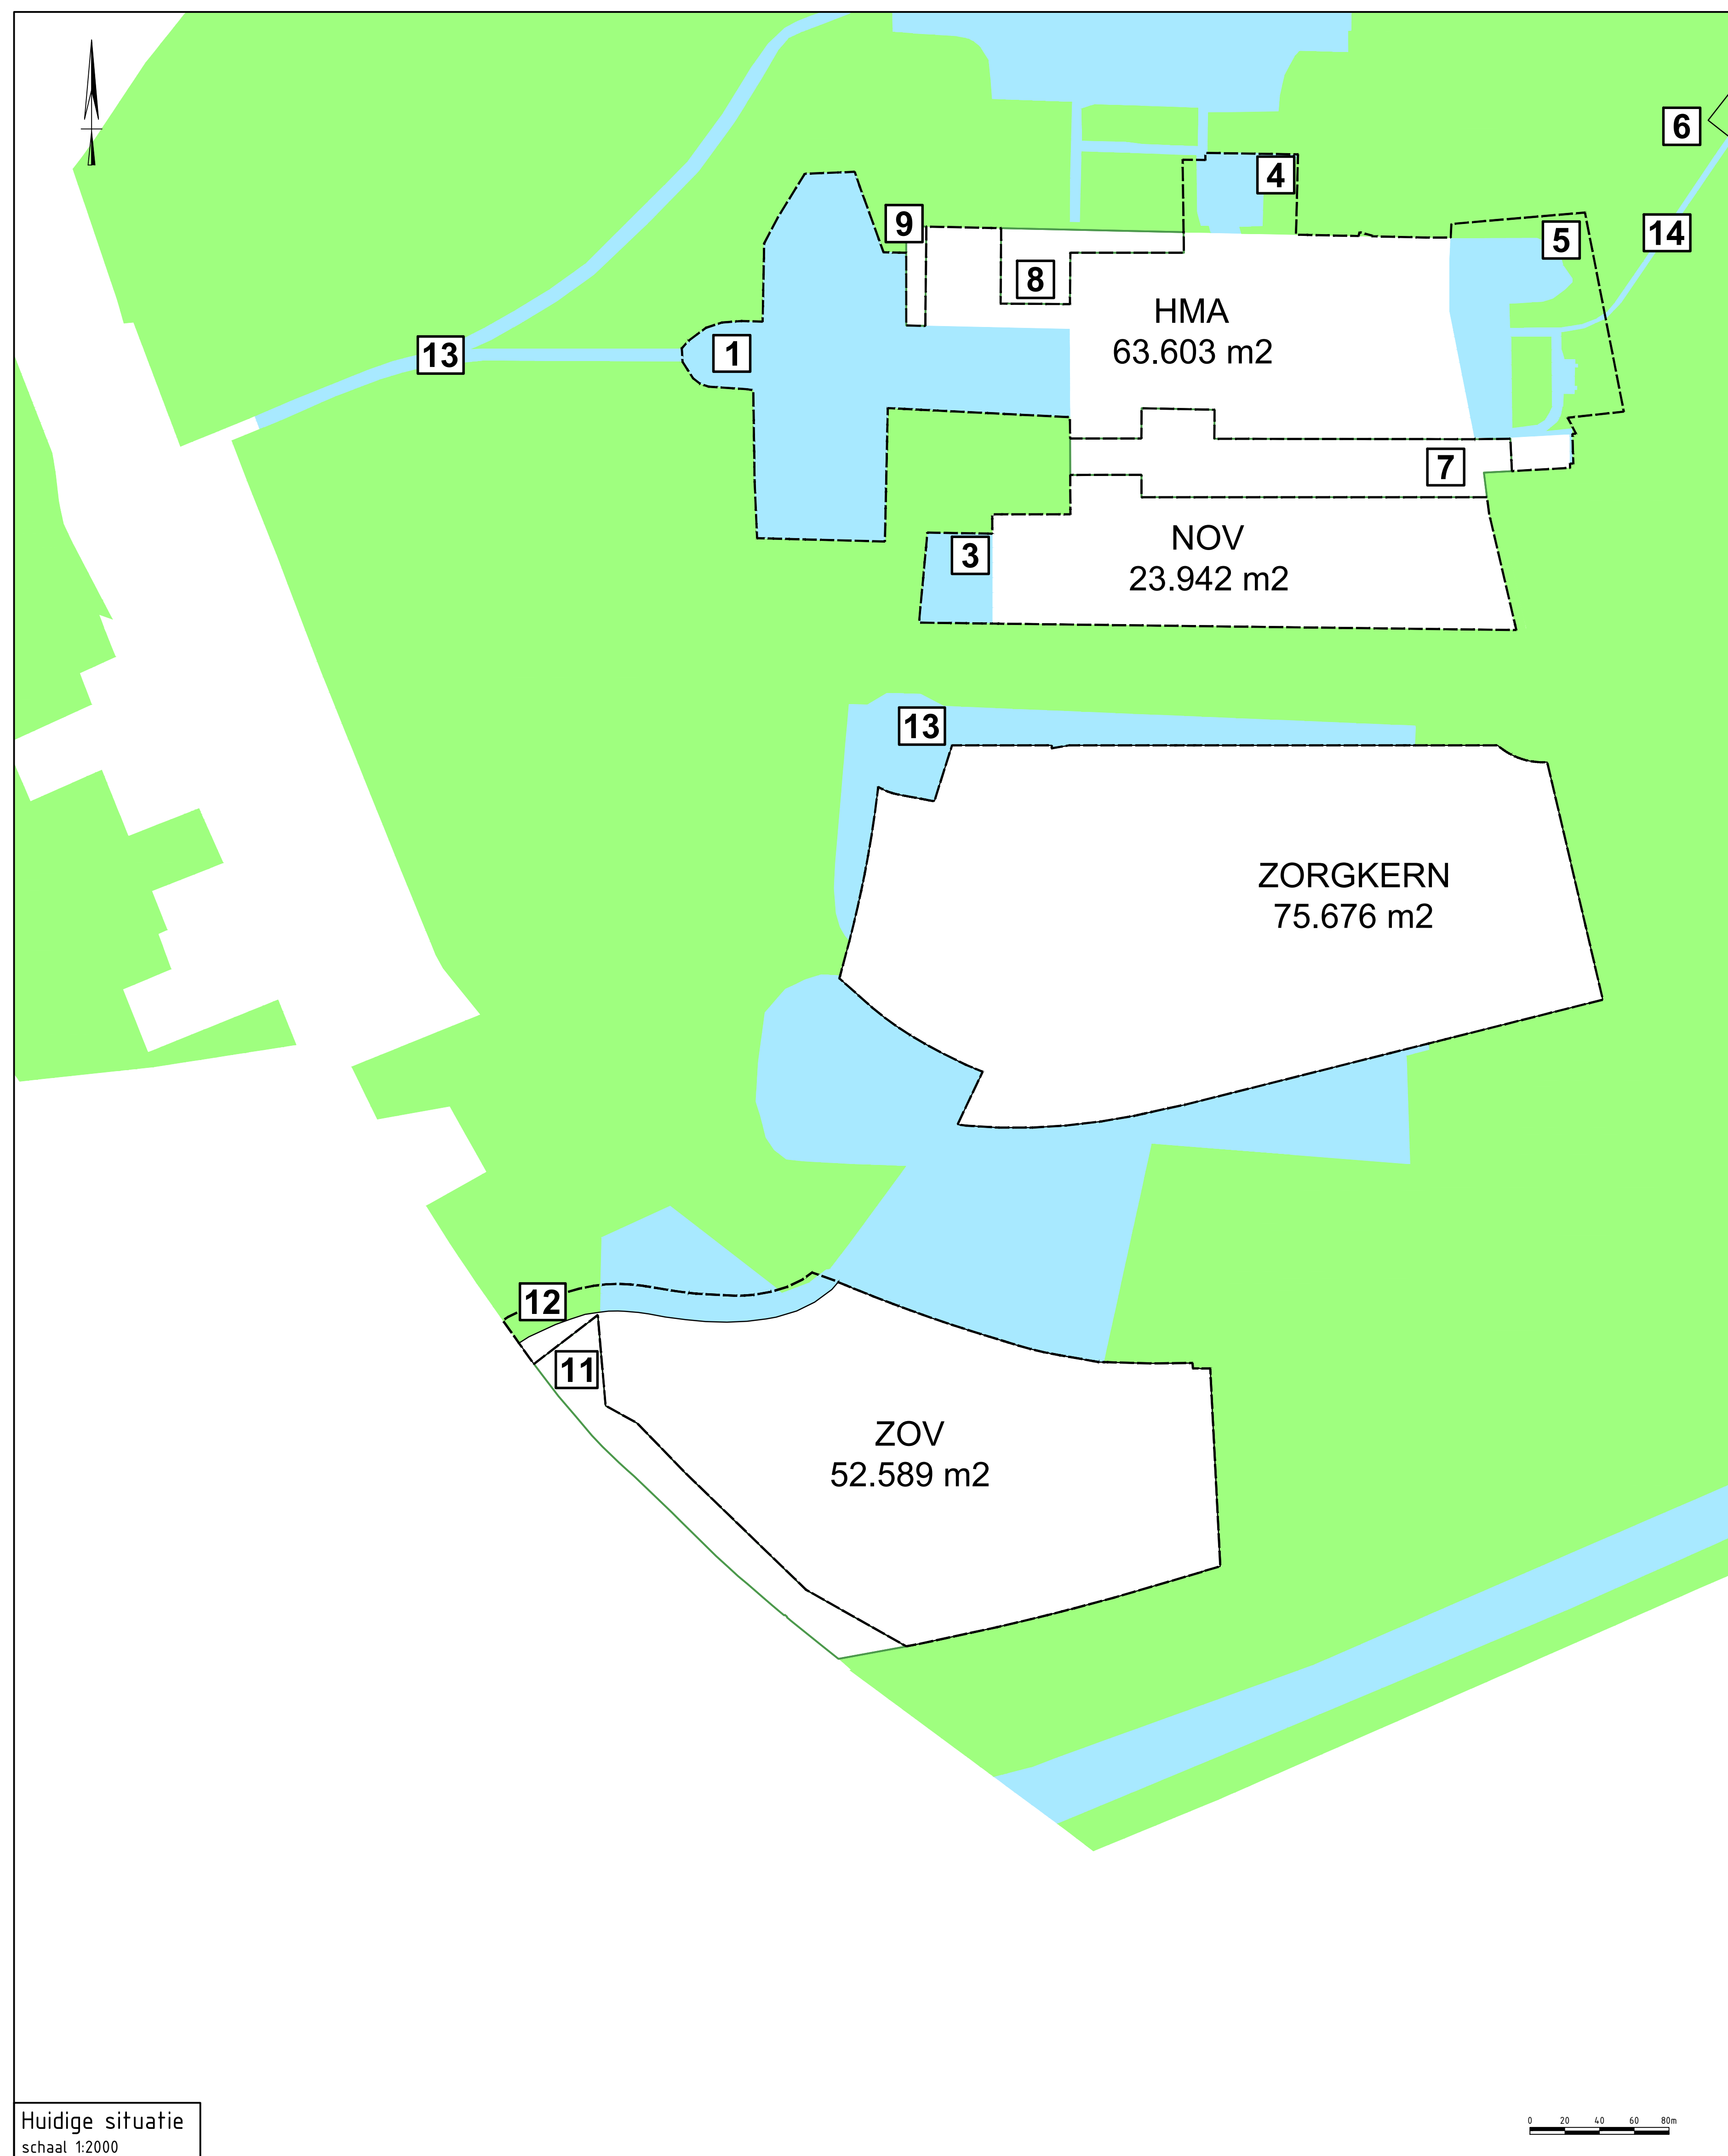 6
4
9
14
5
8
HMA
63.603 m2
13
1
7
NOV
23.942 m2
3
13
ZORGKERN
75.676 m2
12
11
ZOV
52.589 m2
Huidige situatie
schaal 1:2000
0 20 40 60 80m